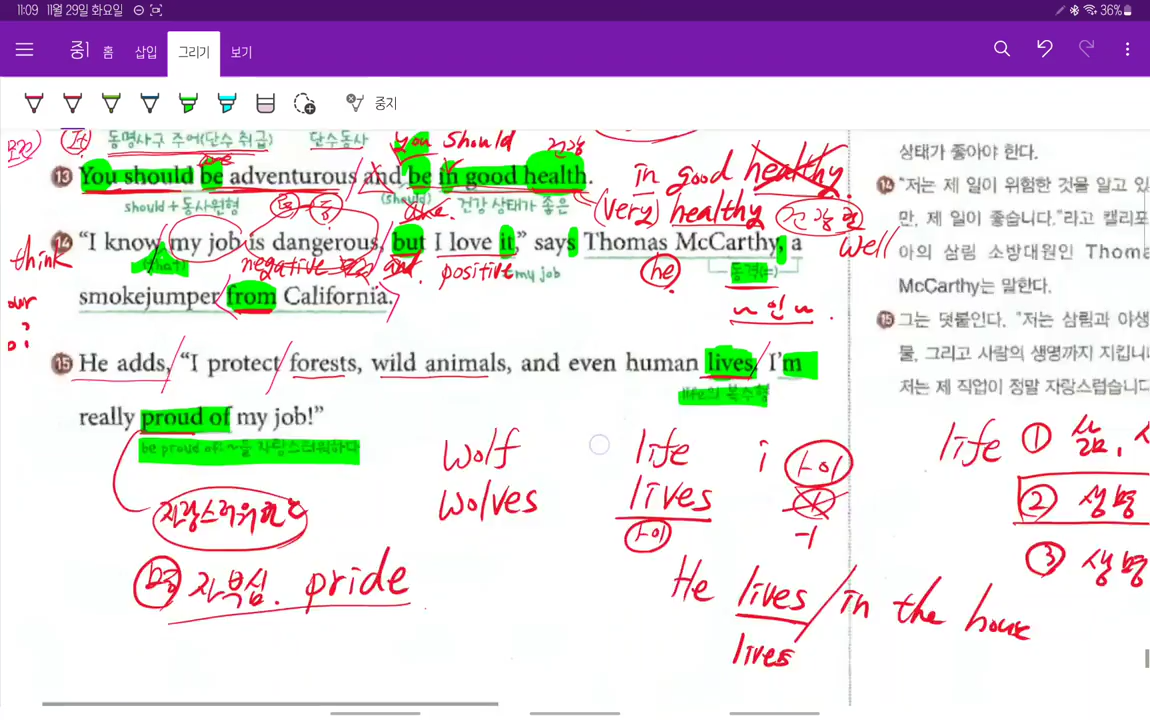 11:09 11월 29일 화요일
36%
중1 홈 삽입 그리기 보기
중지
동명사구 주어(단수 취급) 단수동사
you should 건강
⑬ You should be adventurous and be in good health.
should + 동사원형 (should) 건강 상태가 좋은
in good healthy
(very) healthy 건강한
well
⑭ “I know my job is dangerous, but I love it,” says Thomas McCarthy, a
think (that) negative and positive my job he 동격(=)
smokejumper from California.
~인~
our
⑮ He adds, “I protect forests, wild animals, and even human lives, I’m
life의 복수형
really proud of my job!”
be proud of: ~을 자랑스러워하다
자랑스러워하는
명 자부심. pride
wolf
wolves
life i 아이
lives
아이 ㅓ
He lives / in the house
lives
life ① 삶,
② 생명
③ 생명
상태가 좋아야 한다.
⑭ “저는 제 일이 위험한 것을 알고 있
만, 제 일이 좋습니다.”라고 캘리포
아의 삼림 소방대원인 Thoma
McCarthy는 말한다.
⑮ 그는 덧붙인다. “저는 삼림과 야생
물, 그리고 사람의 생명까지 지킵니
저는 제 직업이 정말 자랑스럽습니다